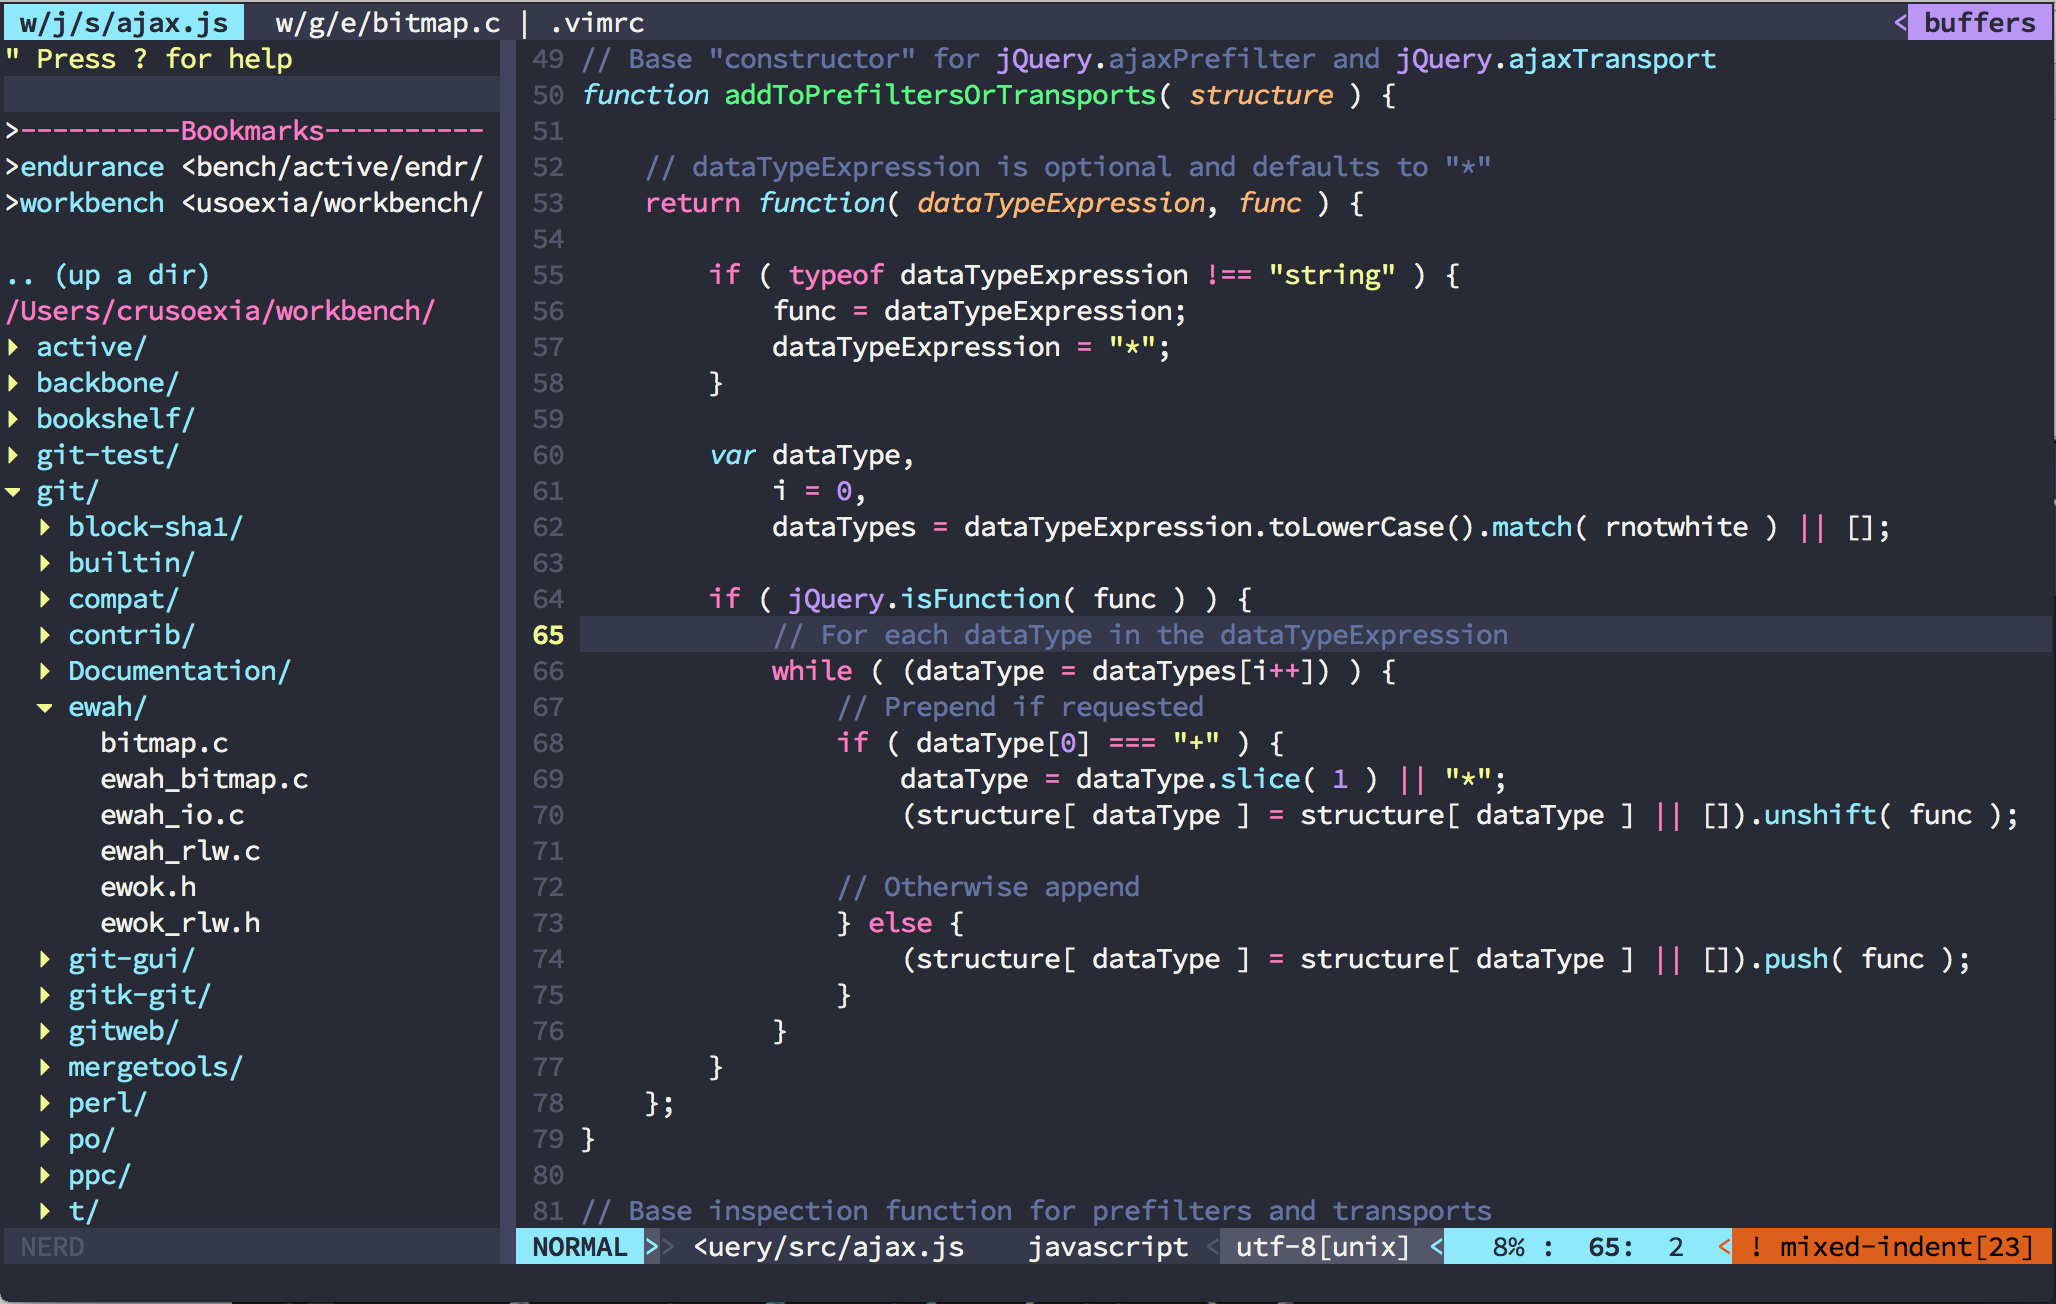 w/j/s/ajax.js w/g/e/bitmap.c | .vimrc < buffers
" Press ? for help
>----------Bookmarks----------
>endurance <bench/active/endr/
>workbench <usoexia/workbench/
.. (up a dir)
/Users/crusoexia/workbench/
active/
backbone/
bookshelf/
git-test/
git/
block-sha1/
builtin/
compat/
contrib/
Documentation/
ewah/
bitmap.c
ewah_bitmap.c
ewah_io.c
ewah_rlw.c
ewok.h
ewok_rlw.h
git-gui/
gitk-git/
gitweb/
mergetools/
perl/
po/
ppc/
t/
NERD
49 // Base "constructor" for jQuery.ajaxPrefilter and jQuery.ajaxTransport
50 function addToPrefiltersOrTransports( structure ) {
51
52     // dataTypeExpression is optional and defaults to "*"
53     return function( dataTypeExpression, func ) {
54
55         if ( typeof dataTypeExpression !== "string" ) {
56             func = dataTypeExpression;
57             dataTypeExpression = "*";
58         }
59
60         var dataType,
61             i = 0,
62             dataTypes = dataTypeExpression.toLowerCase().match( rnotwhite ) || [];
63
64         if ( jQuery.isFunction( func ) ) {
65             // For each dataType in the dataTypeExpression
66             while ( (dataType = dataTypes[i++]) ) {
67                 // Prepend if requested
68                 if ( dataType[0] === "+" ) {
69                     dataType = dataType.slice( 1 ) || "*";
70                     (structure[ dataType ] = structure[ dataType ] || []).unshift( func );
71
72                 // Otherwise append
73                 } else {
74                     (structure[ dataType ] = structure[ dataType ] || []).push( func );
75                 }
76             }
77         }
78     };
79 }
80
81 // Base inspection function for prefilters and transports
NORMAL >> <uery/src/ajax.js javascript < utf-8[unix] < 8% : 65: 2 < ! mixed-indent[23]